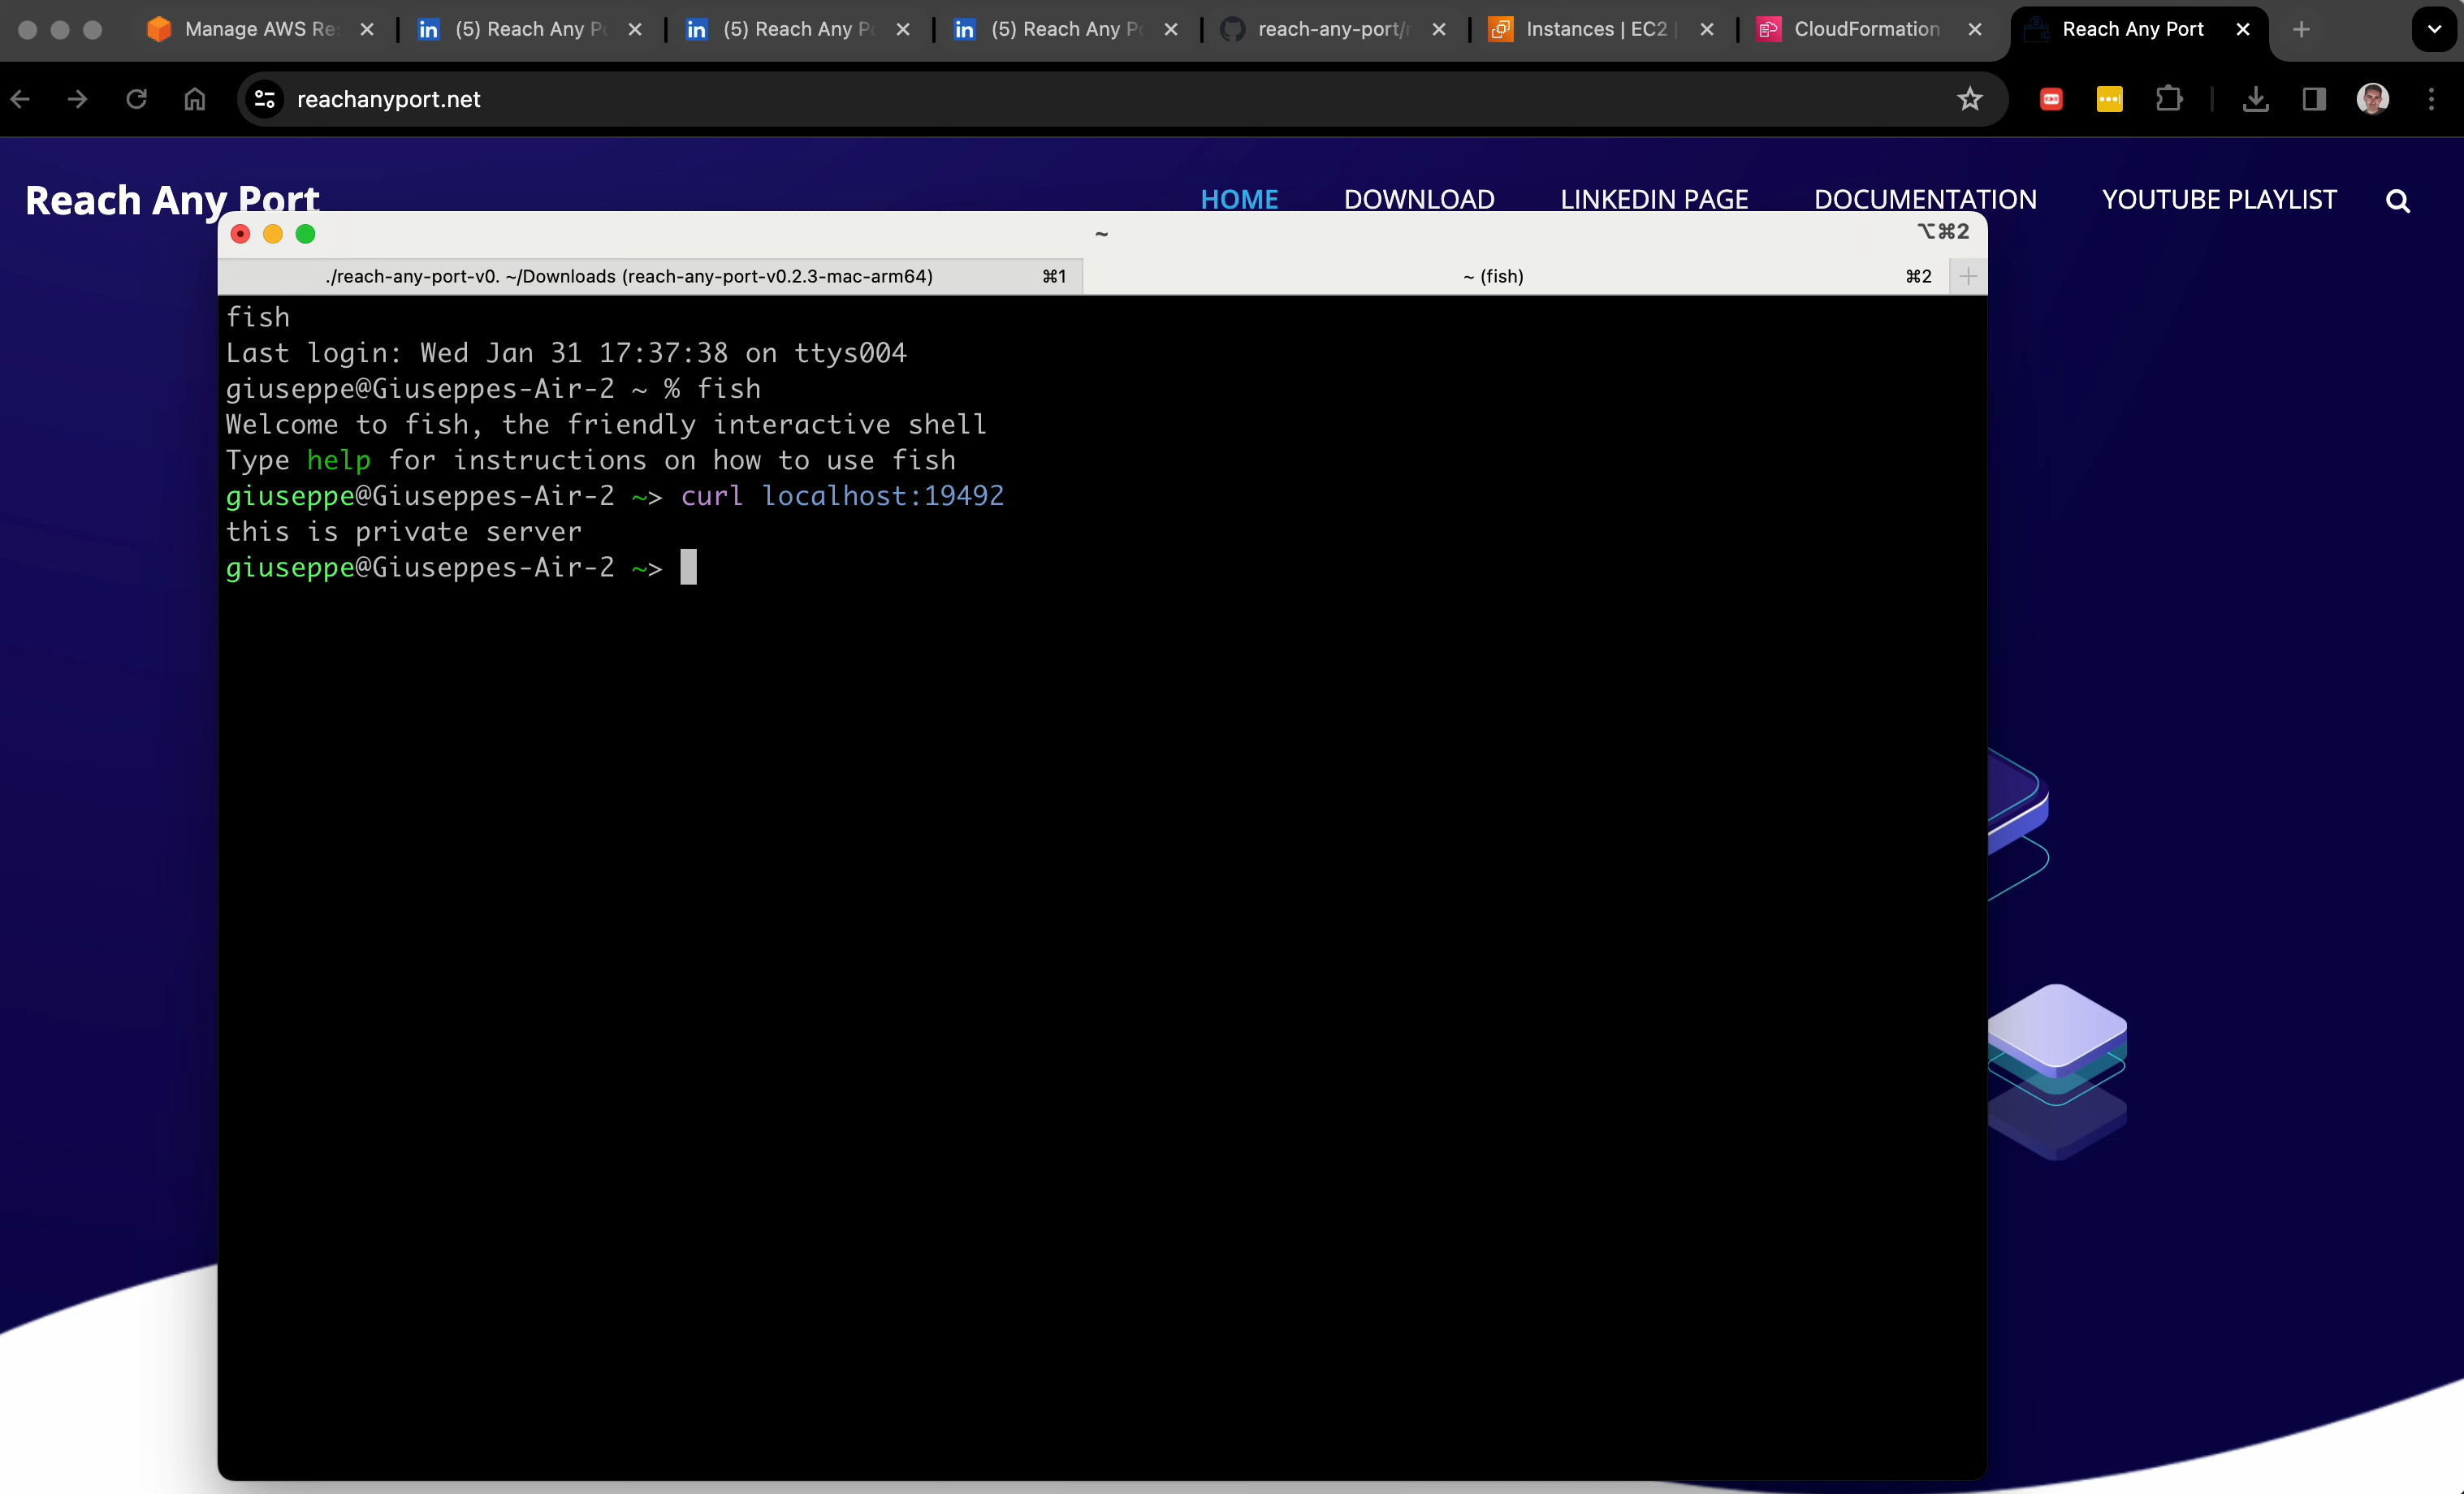 Manage AWS Re
(5) Reach Any Po
(5) Reach Any Po
(5) Reach Any Po
reach-any-port/r
Instances | EC2 |
CloudFormation
Reach Any Port
reachanyport.net
Reach Any Port
HOME
DOWNLOAD
LINKEDIN PAGE
DOCUMENTATION
YOUTUBE PLAYLIST
~
⌥⌘2
./reach-any-port-v0. ~/Downloads (reach-any-port-v0.2.3-mac-arm64)
⌘1
~ (fish)
⌘2
fish
Last login: Wed Jan 31 17:37:38 on ttys004
giuseppe@Giuseppes-Air-2 ~ % fish
Welcome to fish, the friendly interactive shell
Type help for instructions on how to use fish
giuseppe@Giuseppes-Air-2 ~> curl localhost:19492
this is private server
giuseppe@Giuseppes-Air-2 ~>